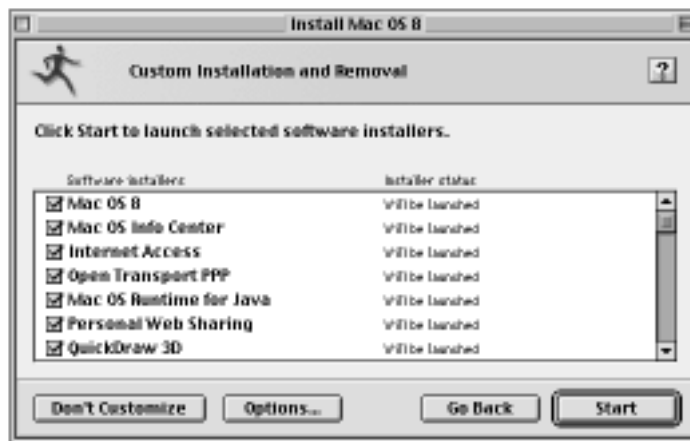 Install Mac OS 8
Custom Installation and Removal
?
Click Start to launch selected software installers.
Software installers Installer status
Mac OS 8 Will be launched
Mac OS Info Center Will be launched
Internet Access Will be launched
Open Transport PPP Will be launched
Mac OS Runtime for Java Will be launched
Personal Web Sharing Will be launched
QuickDraw 3D Will be launched
Don't Customize Options... Go Back Start